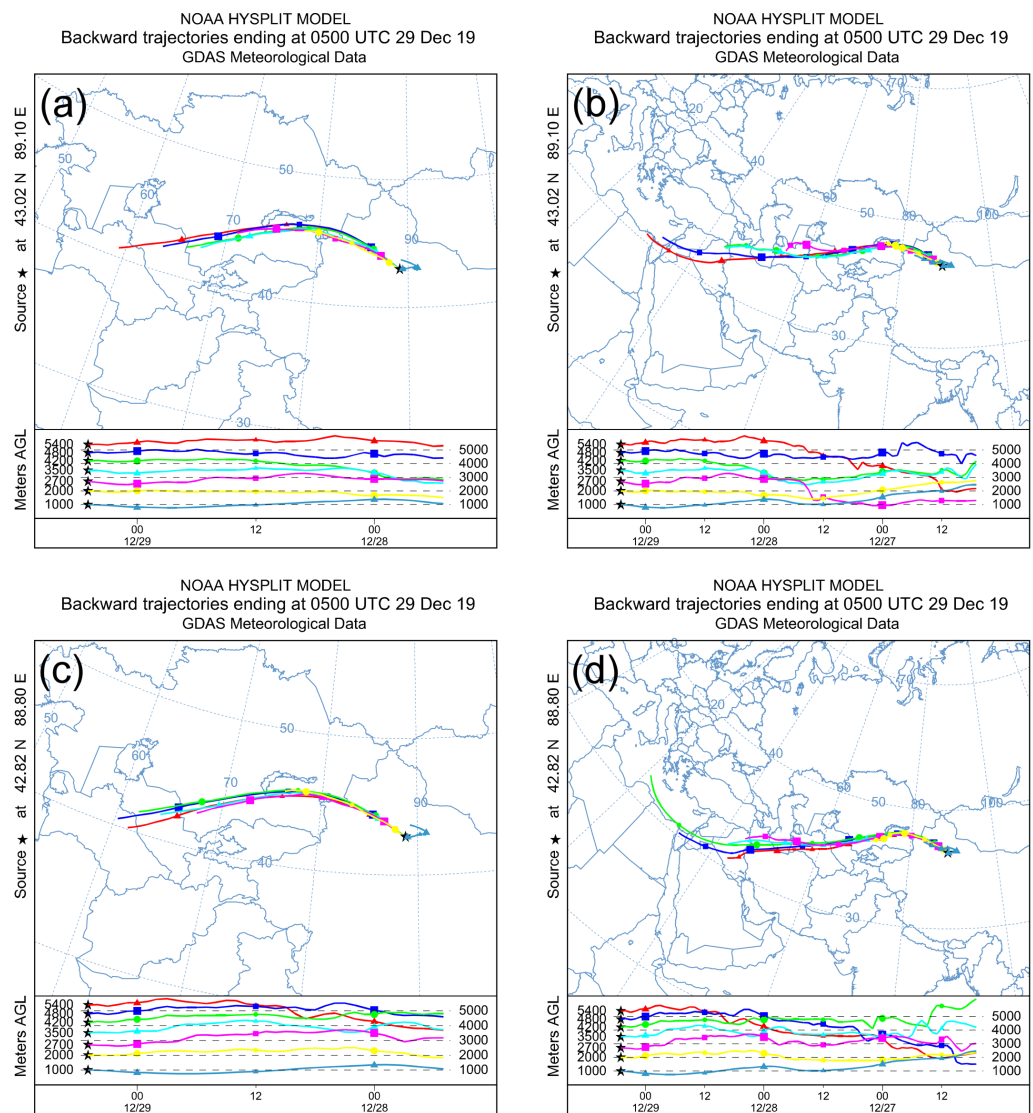 NOAA HYSPLIT MODEL
Backward trajectories ending at 0500 UTC 29 Dec 19
GDAS Meteorological Data
(a)
Source ★ at 43.02 N 89.10 E
50
60
70
50
90
40
40
30
Meters AGL
5400
4800
4200
3500
2700
2000
1000
5000
4000
3000
2000
1000
00 12 00
12/29 12/28
NOAA HYSPLIT MODEL
Backward trajectories ending at 0500 UTC 29 Dec 19
GDAS Meteorological Data
(b)
Source ★ at 43.02 N 89.10 E
20
40
60
50
80
100
30
Meters AGL
5400
4800
4200
3500
2700
2000
1000
5000
4000
3000
2000
1000
00 12 00 12 00 12
12/29 12/28 12/27
NOAA HYSPLIT MODEL
Backward trajectories ending at 0500 UTC 29 Dec 19
GDAS Meteorological Data
(c)
Source ★ at 42.82 N 88.80 E
50
60
50
70
90
40
40
Meters AGL
5400
4800
4200
3500
2700
2000
1000
5000
4000
3000
2000
1000
00 12 00
12/29 12/28
NOAA HYSPLIT MODEL
Backward trajectories ending at 0500 UTC 29 Dec 19
GDAS Meteorological Data
(d)
Source ★ at 42.82 N 88.80 E
20
40
60
50
80
100
30
Meters AGL
5400
4800
4200
3500
2700
2000
1000
5000
4000
3000
2000
1000
00 12 00 12 00 12
12/29 12/28 12/27